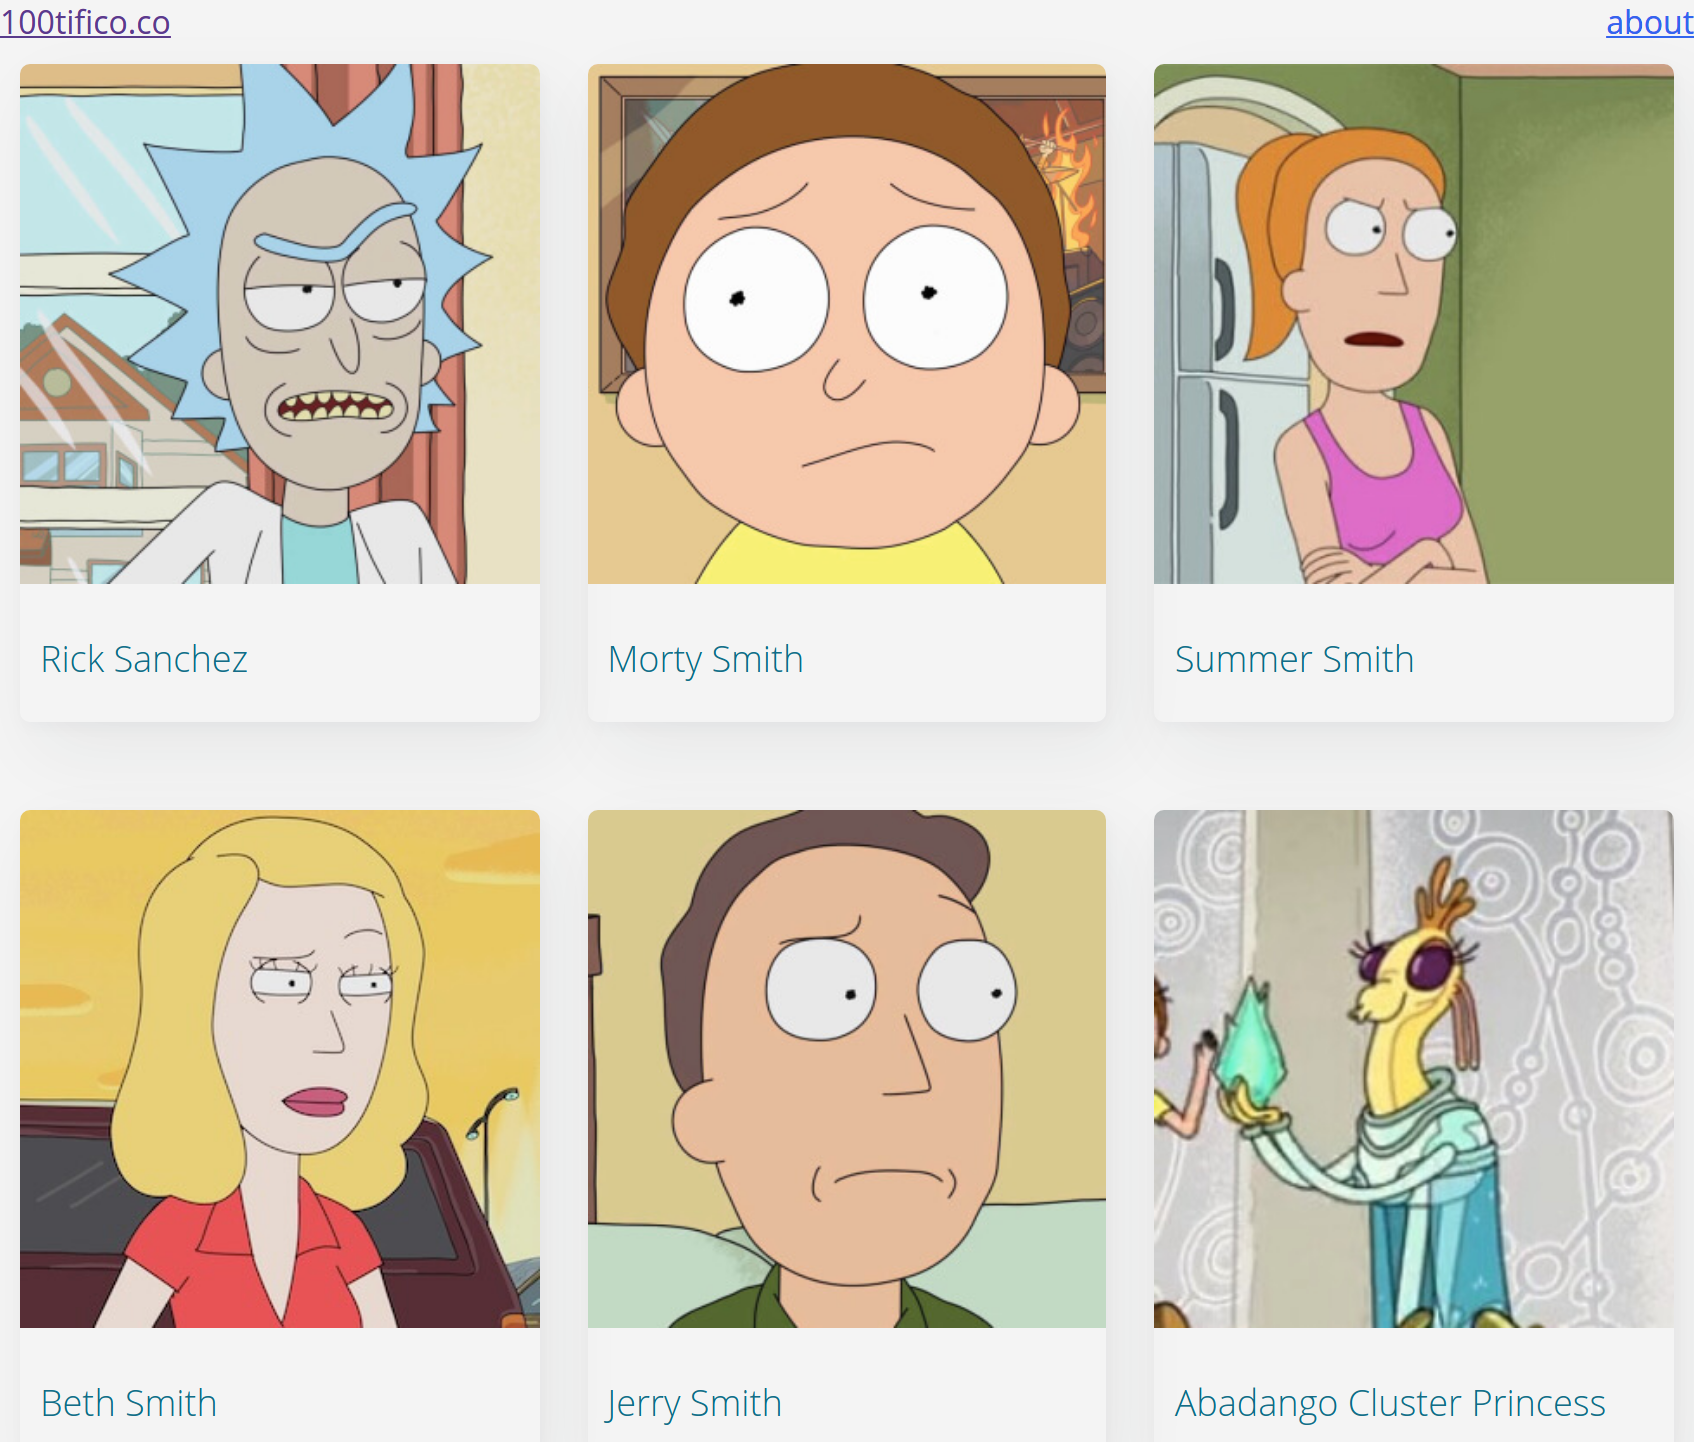 100tifico.co
about
Rick Sanchez
Morty Smith
Summer Smith
Beth Smith
Jerry Smith
Abadango Cluster Princess